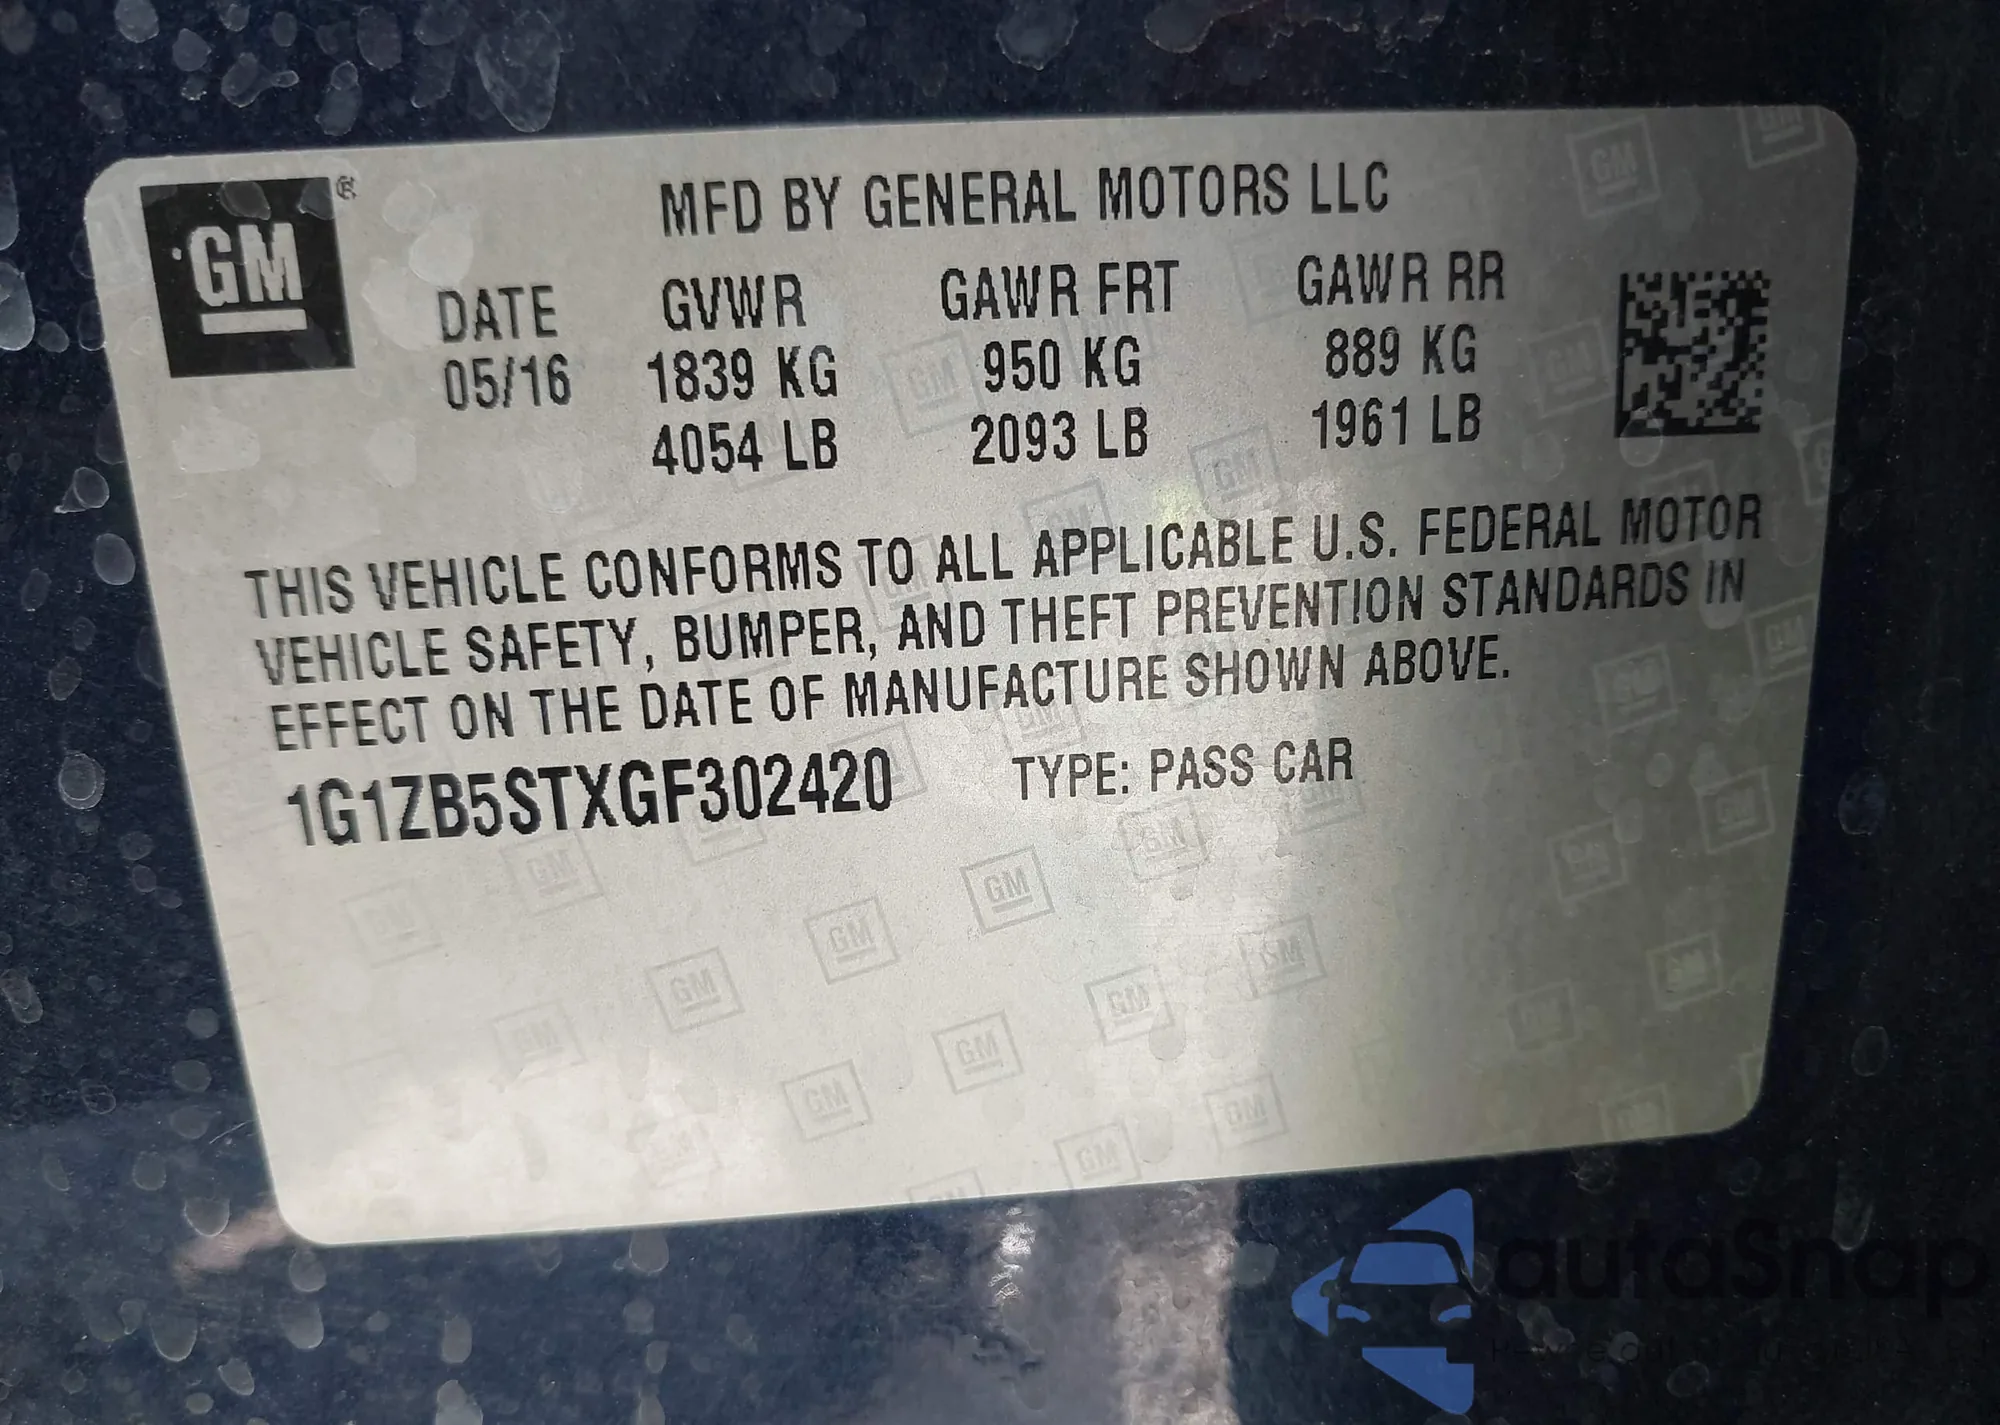 GM ®
MFD BY GENERAL MOTORS LLC
DATE GVWR GAWR FRT GAWR RR
05/16 1839 KG 950 KG 889 KG
4054 LB 2093 LB 1961 LB
THIS VEHICLE CONFORMS TO ALL APPLICABLE U.S. FEDERAL MOTOR
VEHICLE SAFETY, BUMPER, AND THEFT PREVENTION STANDARDS IN
EFFECT ON THE DATE OF MANUFACTURE SHOWN ABOVE.
1G1ZB5STXGF302420 TYPE: PASS CAR
autoSnap